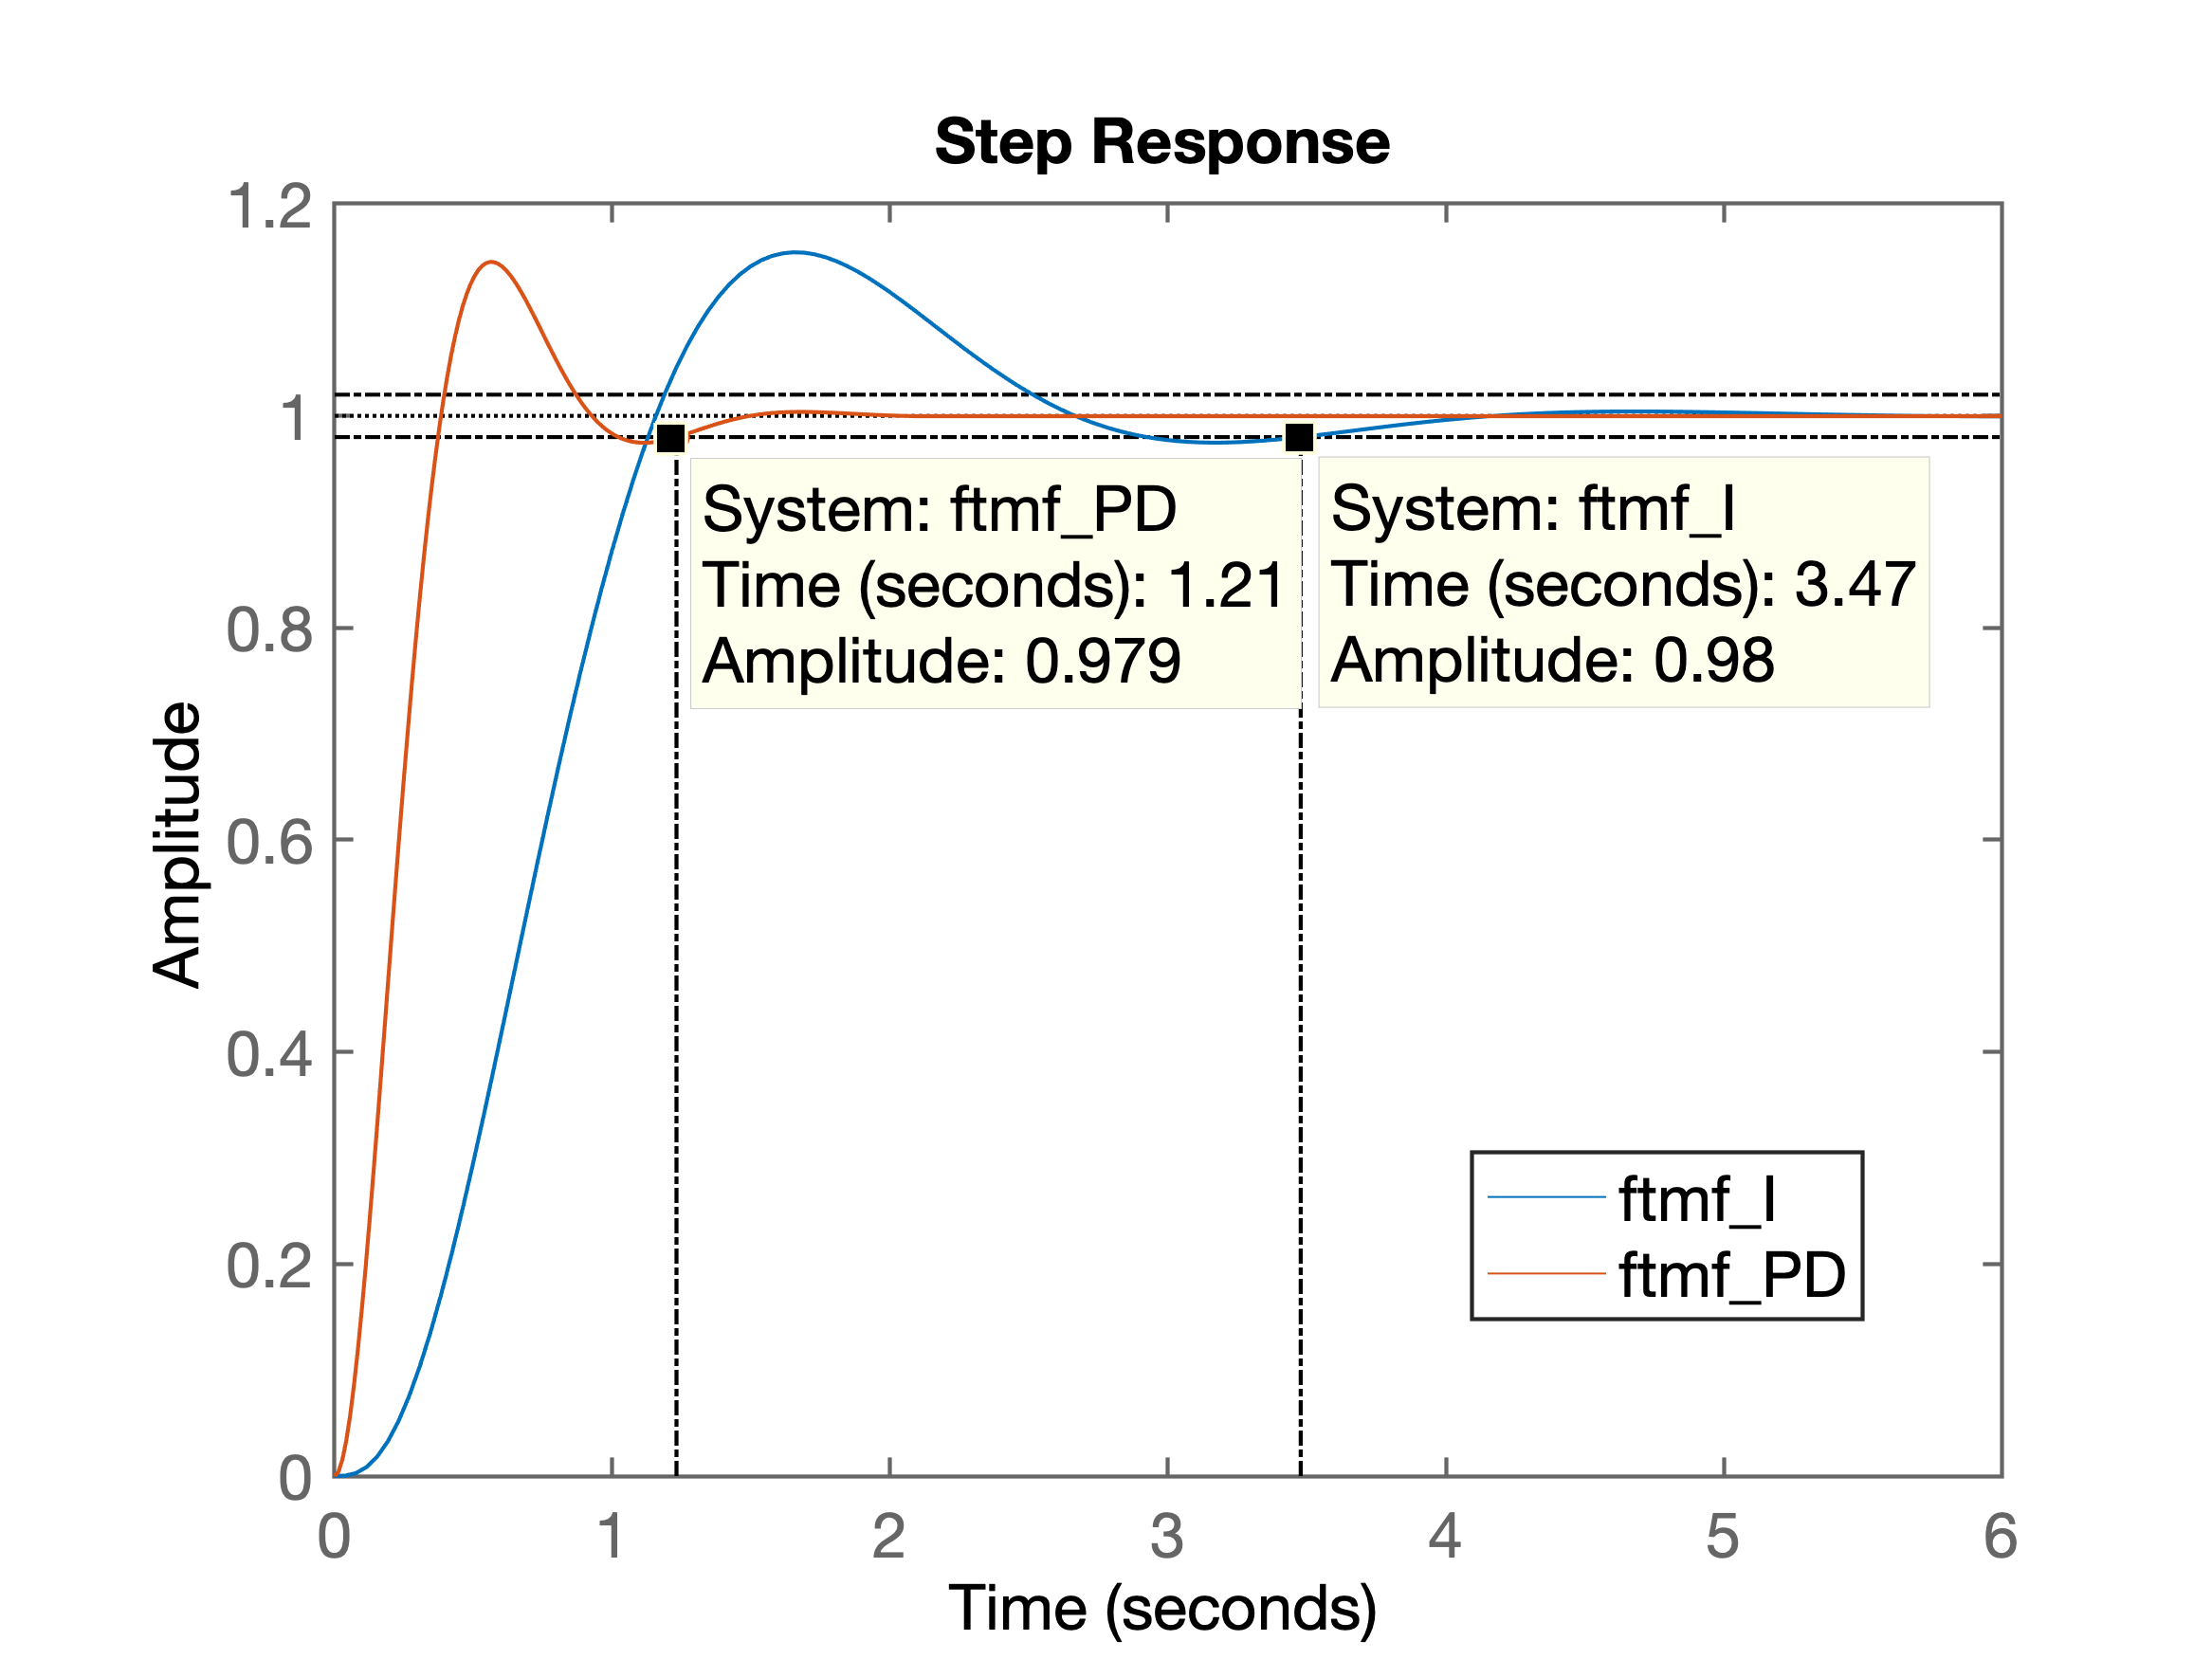 Step Response
1.2
1
0.8
0.6
0.4
0.2
0
Amplitude
System: ftmf_PD
Time (seconds): 1.21
Amplitude: 0.979
System: ftmf_I
Time (seconds): 3.47
Amplitude: 0.98
ftmf_I
ftmf_PD
0 1 2 3 4 5 6
Time (seconds)